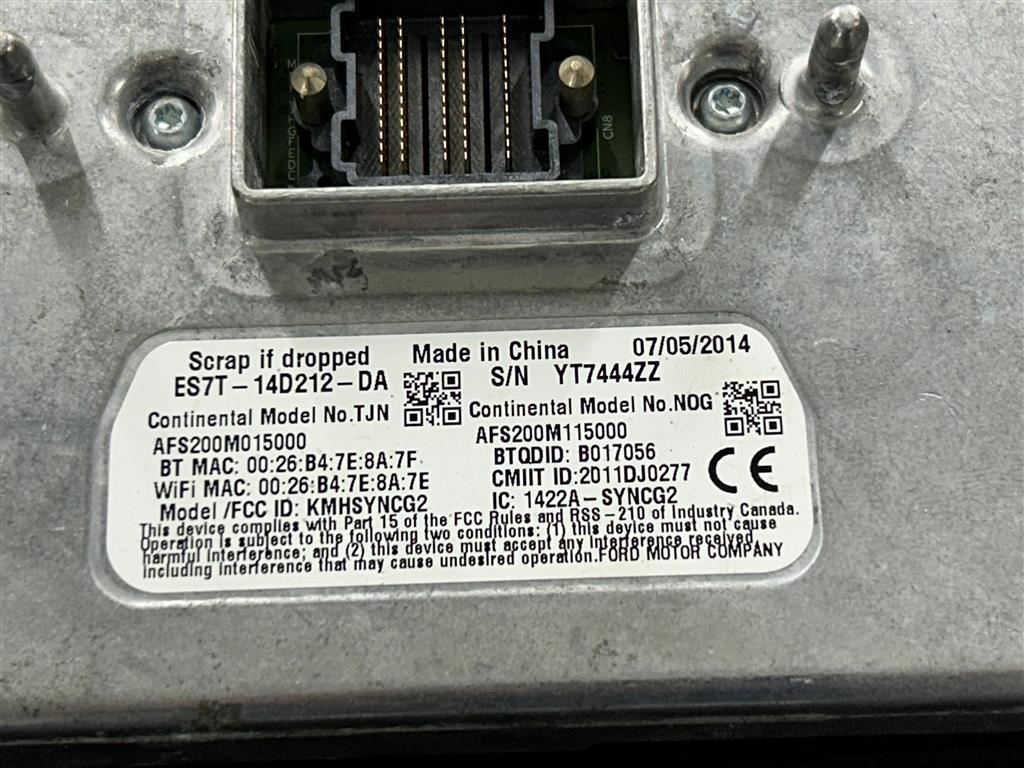 M
HGFEDC
CN8
Scrap if dropped Made in China 07/05/2014
ES7T-14D212-DA S/N YT7444ZZ
Continental Model No.TJN Continental Model No.NOG
AFS200M015000 AFS200M115000
BT MAC: 00:26:B4:7E:8A:7F BTQDID: B017056
WiFi MAC: 00:26:B4:7E:8A:7E CMIIT ID:2011DJ0277 CE
Model /FCC ID: KMHSYNCG2 IC: 1422A-SYNCG2
This device complies with Part 15 of the FCC Rules and RSS-210 of Industry Canada.
Operation is subject to the following two conditions: (1) this device must not cause
harmful interference; and (2) this device must accept any interference received,
including interference that may cause undesired operation.FORD MOTOR COMPANY